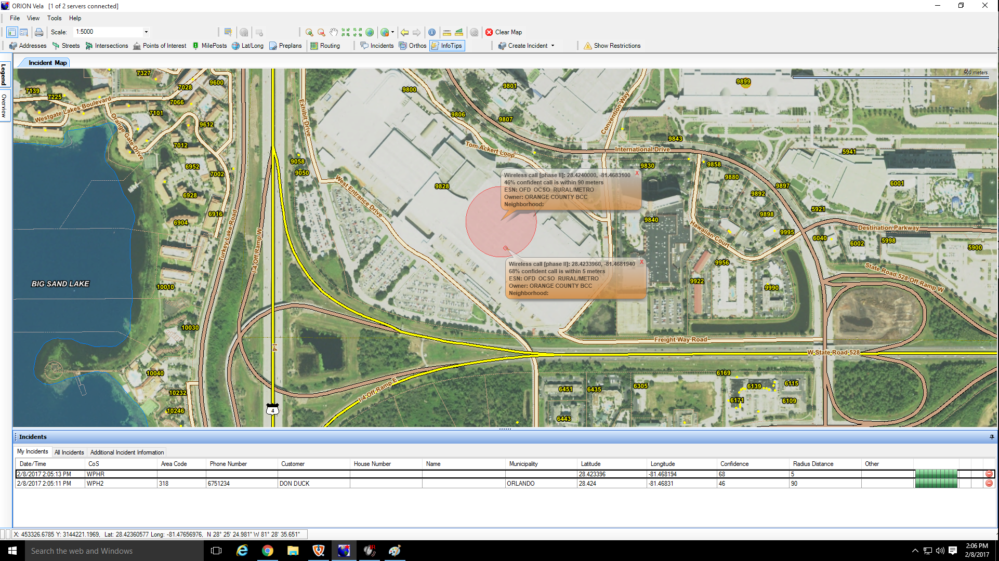 ORION Vela   [1 of 2 servers connected]
File View Tools Help
Scale: 1:5000 Clear Map
Addresses Streets Intersections Points of Interest MilePosts Lat/Long Preplans Routing Incidents Orthos InfoTips Create Incident Show Restrictions
Incident Map
Legend
Overview
500 meters
7327
9600
7028
7139
7225
7066
Westgate Lakes Boulevard
7101
Orange Gate Drive
9612
7012
6952
7002
6928
6916
6904
Turkey Lake Road
I-4 Off Ramp W
BIG SAND LAKE
10010
10030
10040
10232
10246
I-4
4
I-4 Off Ramp E
Exhibit Drive
9058
9050
West Entrance Drive
9828
9800
9801
9806
9807
Tom Ackert Loop
Convention Way
9899
9843
International Drive
5941
9830
9858
9880
9897
9892
9898
6001
5921
9840
Hawaiian Court
9995
Destination Parkway
6040
6002
5998
5900
9956
9922
9990
State Road 528 Off Ramp W
Wireless call [phase II]: 28.4240000, -81.4683100
46% confident call is within 90 meters
ESN: OFD  OCSO  RURAL/METRO
Owner: ORANGE COUNTY BCC
Neighborhood:
X
Wireless call [phase II]: 28.4233960, -81.4681940
68% confident call is within 5 meters
ESN: OFD  OCSO  RURAL/METRO
Owner: ORANGE COUNTY BCC
Neighborhood:
X
Freight Way Road
W State Road 528
6169
6451
6435
6305
6139
6115
6171
6109
6443
Incidents
My Incidents All Incidents Additional Incident Information
Date/Time CoS Area Code Phone Number Customer House Number Name Municipality Latitude Longitude Confidence Radius Distance Other
2/8/2017 2:05:13 PM WPHR 28.423396 -81.468194 68 5
2/8/2017 2:05:11 PM WPH2 318 6751234 DON DUCK ORLANDO 28.424 -81.46831 46 90
X: 453326.6785 Y: 3144221.1969,  Lat: 28.42360577 Long: -81.47656976,  N 28° 25' 24.981" W 81° 28' 35.651"
Search the web and Windows
2:06 PM
2/8/2017